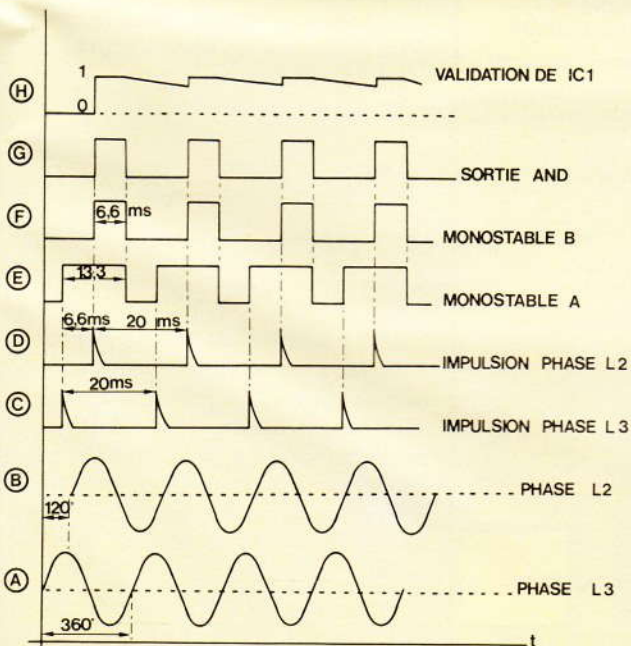 H 1 VALIDATION DE IC1
0
G SORTIE AND
F 6,6 ms MONOSTABLE B
E 13,3 MONOSTABLE A
6,6ms 20 ms
D IMPULSION PHASE L2
20ms
C IMPULSION PHASE L3
B PHASE L2
120°
A PHASE L3
360°
t